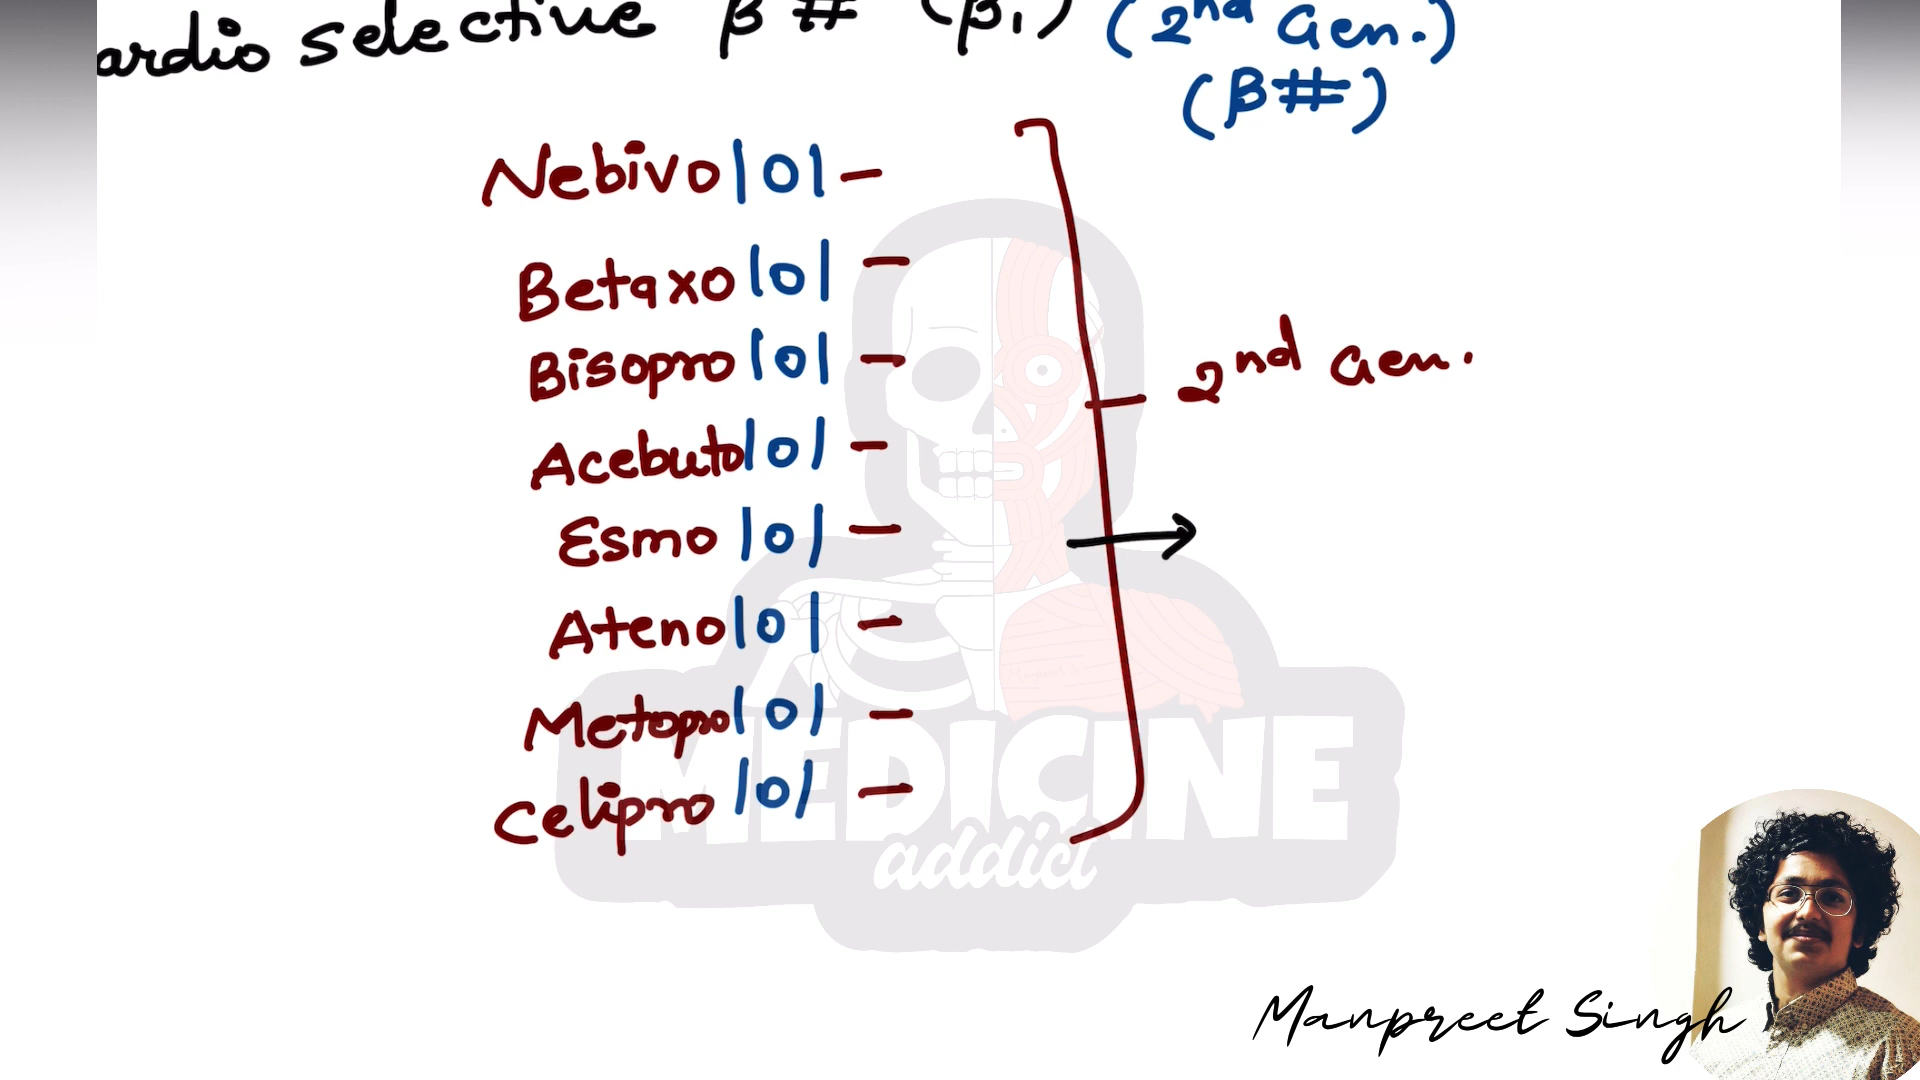 ardio selective β # (β₁) (2nd Gen.)
(β#)
Nebivolol -
Betaxolol -
Bisoprolol -
Acebutolol -
Esmolol -
Atenolol -
Metoprolol -
Celiprolol -
2nd Gen.
MEDICINE
addict
Manpreet Singh